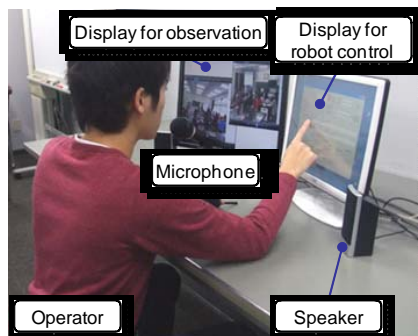 Display for observation
Display for
robot control
Microphone
Operator
Speaker